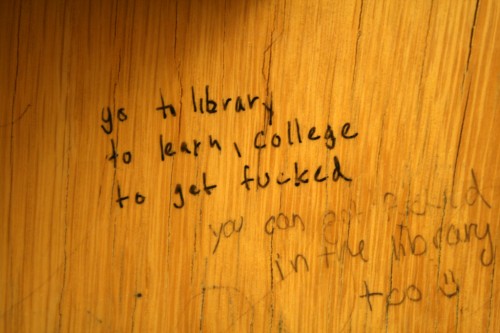 go to library
to learn, college
to get fucked
you can get fucked
in the library
too